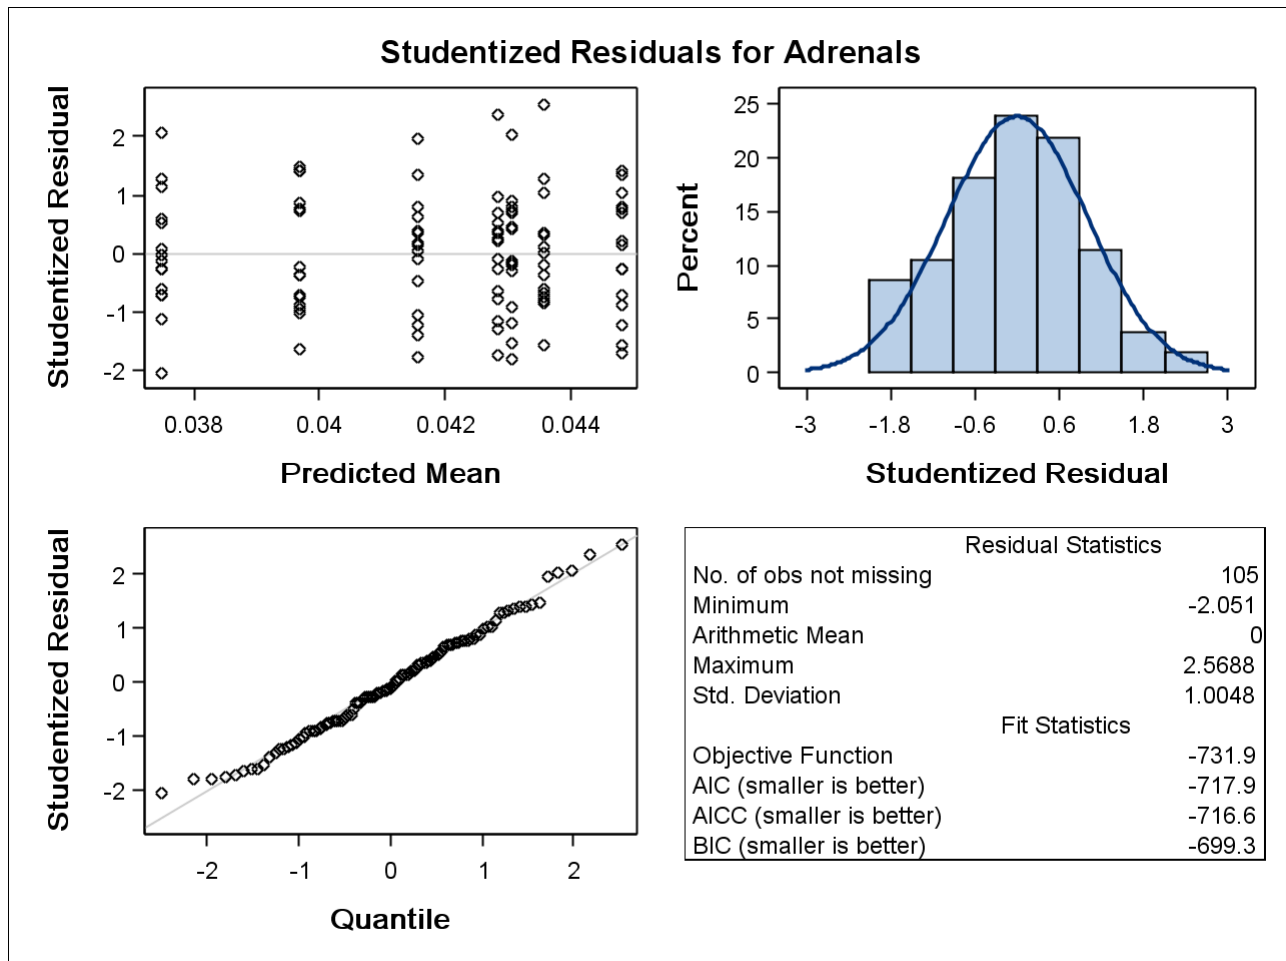 Studentized Residuals for Adrenals
Studentized Residual
2
1
0
-1
-2
0.038 0.04 0.042 0.044
Predicted Mean
Percent
25
20
15
10
5
0
-3 -1.8 -0.6 0.6 1.8 3
Studentized Residual
Studentized Residual
2
1
0
-1
-2
-2 -1 0 1 2
Quantile
Residual Statistics
No. of obs not missing 105
Minimum -2.051
Arithmetic Mean 0
Maximum 2.5688
Std. Deviation 1.0048
Fit Statistics
Objective Function -731.9
AIC (smaller is better) -717.9
AICC (smaller is better) -716.6
BIC (smaller is better) -699.3